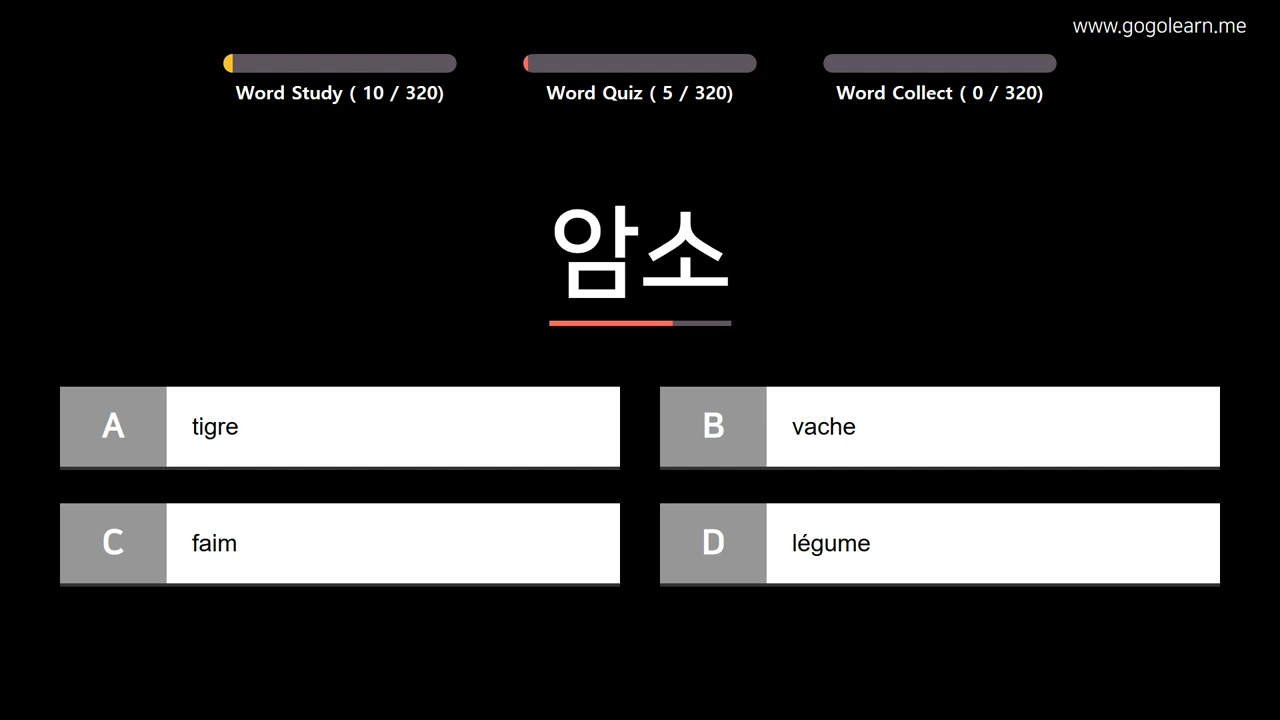 www.gogolearn.me
Word Study ( 10 / 320)
Word Quiz ( 5 / 320)
Word Collect ( 0 / 320)
암소
A tigre
B vache
C faim
D légume